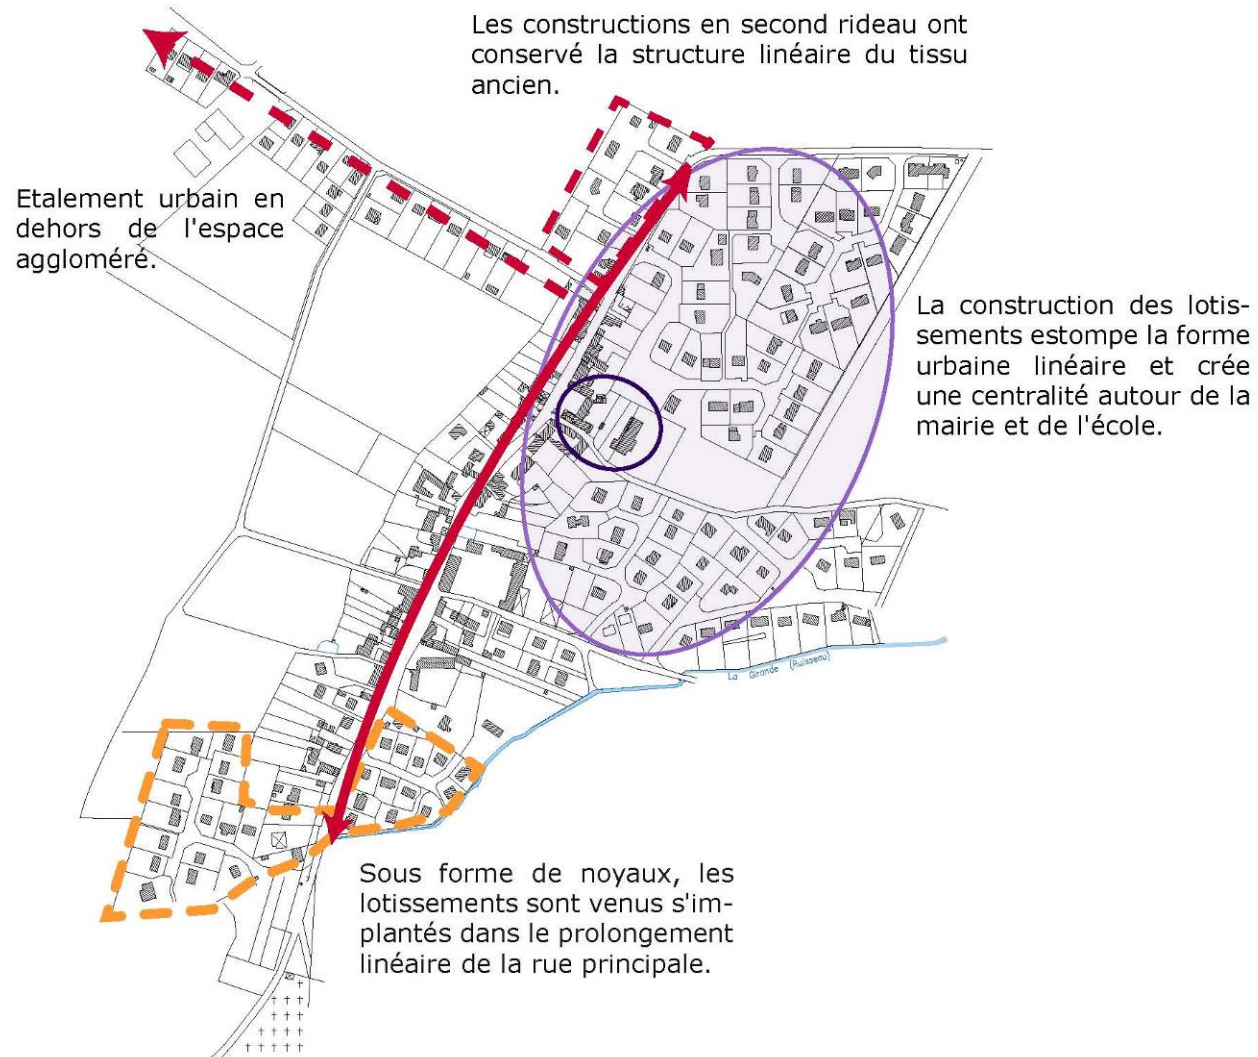 Les constructions en second rideau ont
conservé la structure linéaire du tissu
ancien.
Etalement urbain en
dehors de l'espace
aggloméré.
La construction des lotis-
sements estompe la forme
urbaine linéaire et crée
une centralité autour de la
mairie et de l'école.
La Gironde (Ruisseau)
Sous forme de noyaux, les
lotissements sont venus s'im-
plantés dans le prolongement
linéaire de la rue principale.